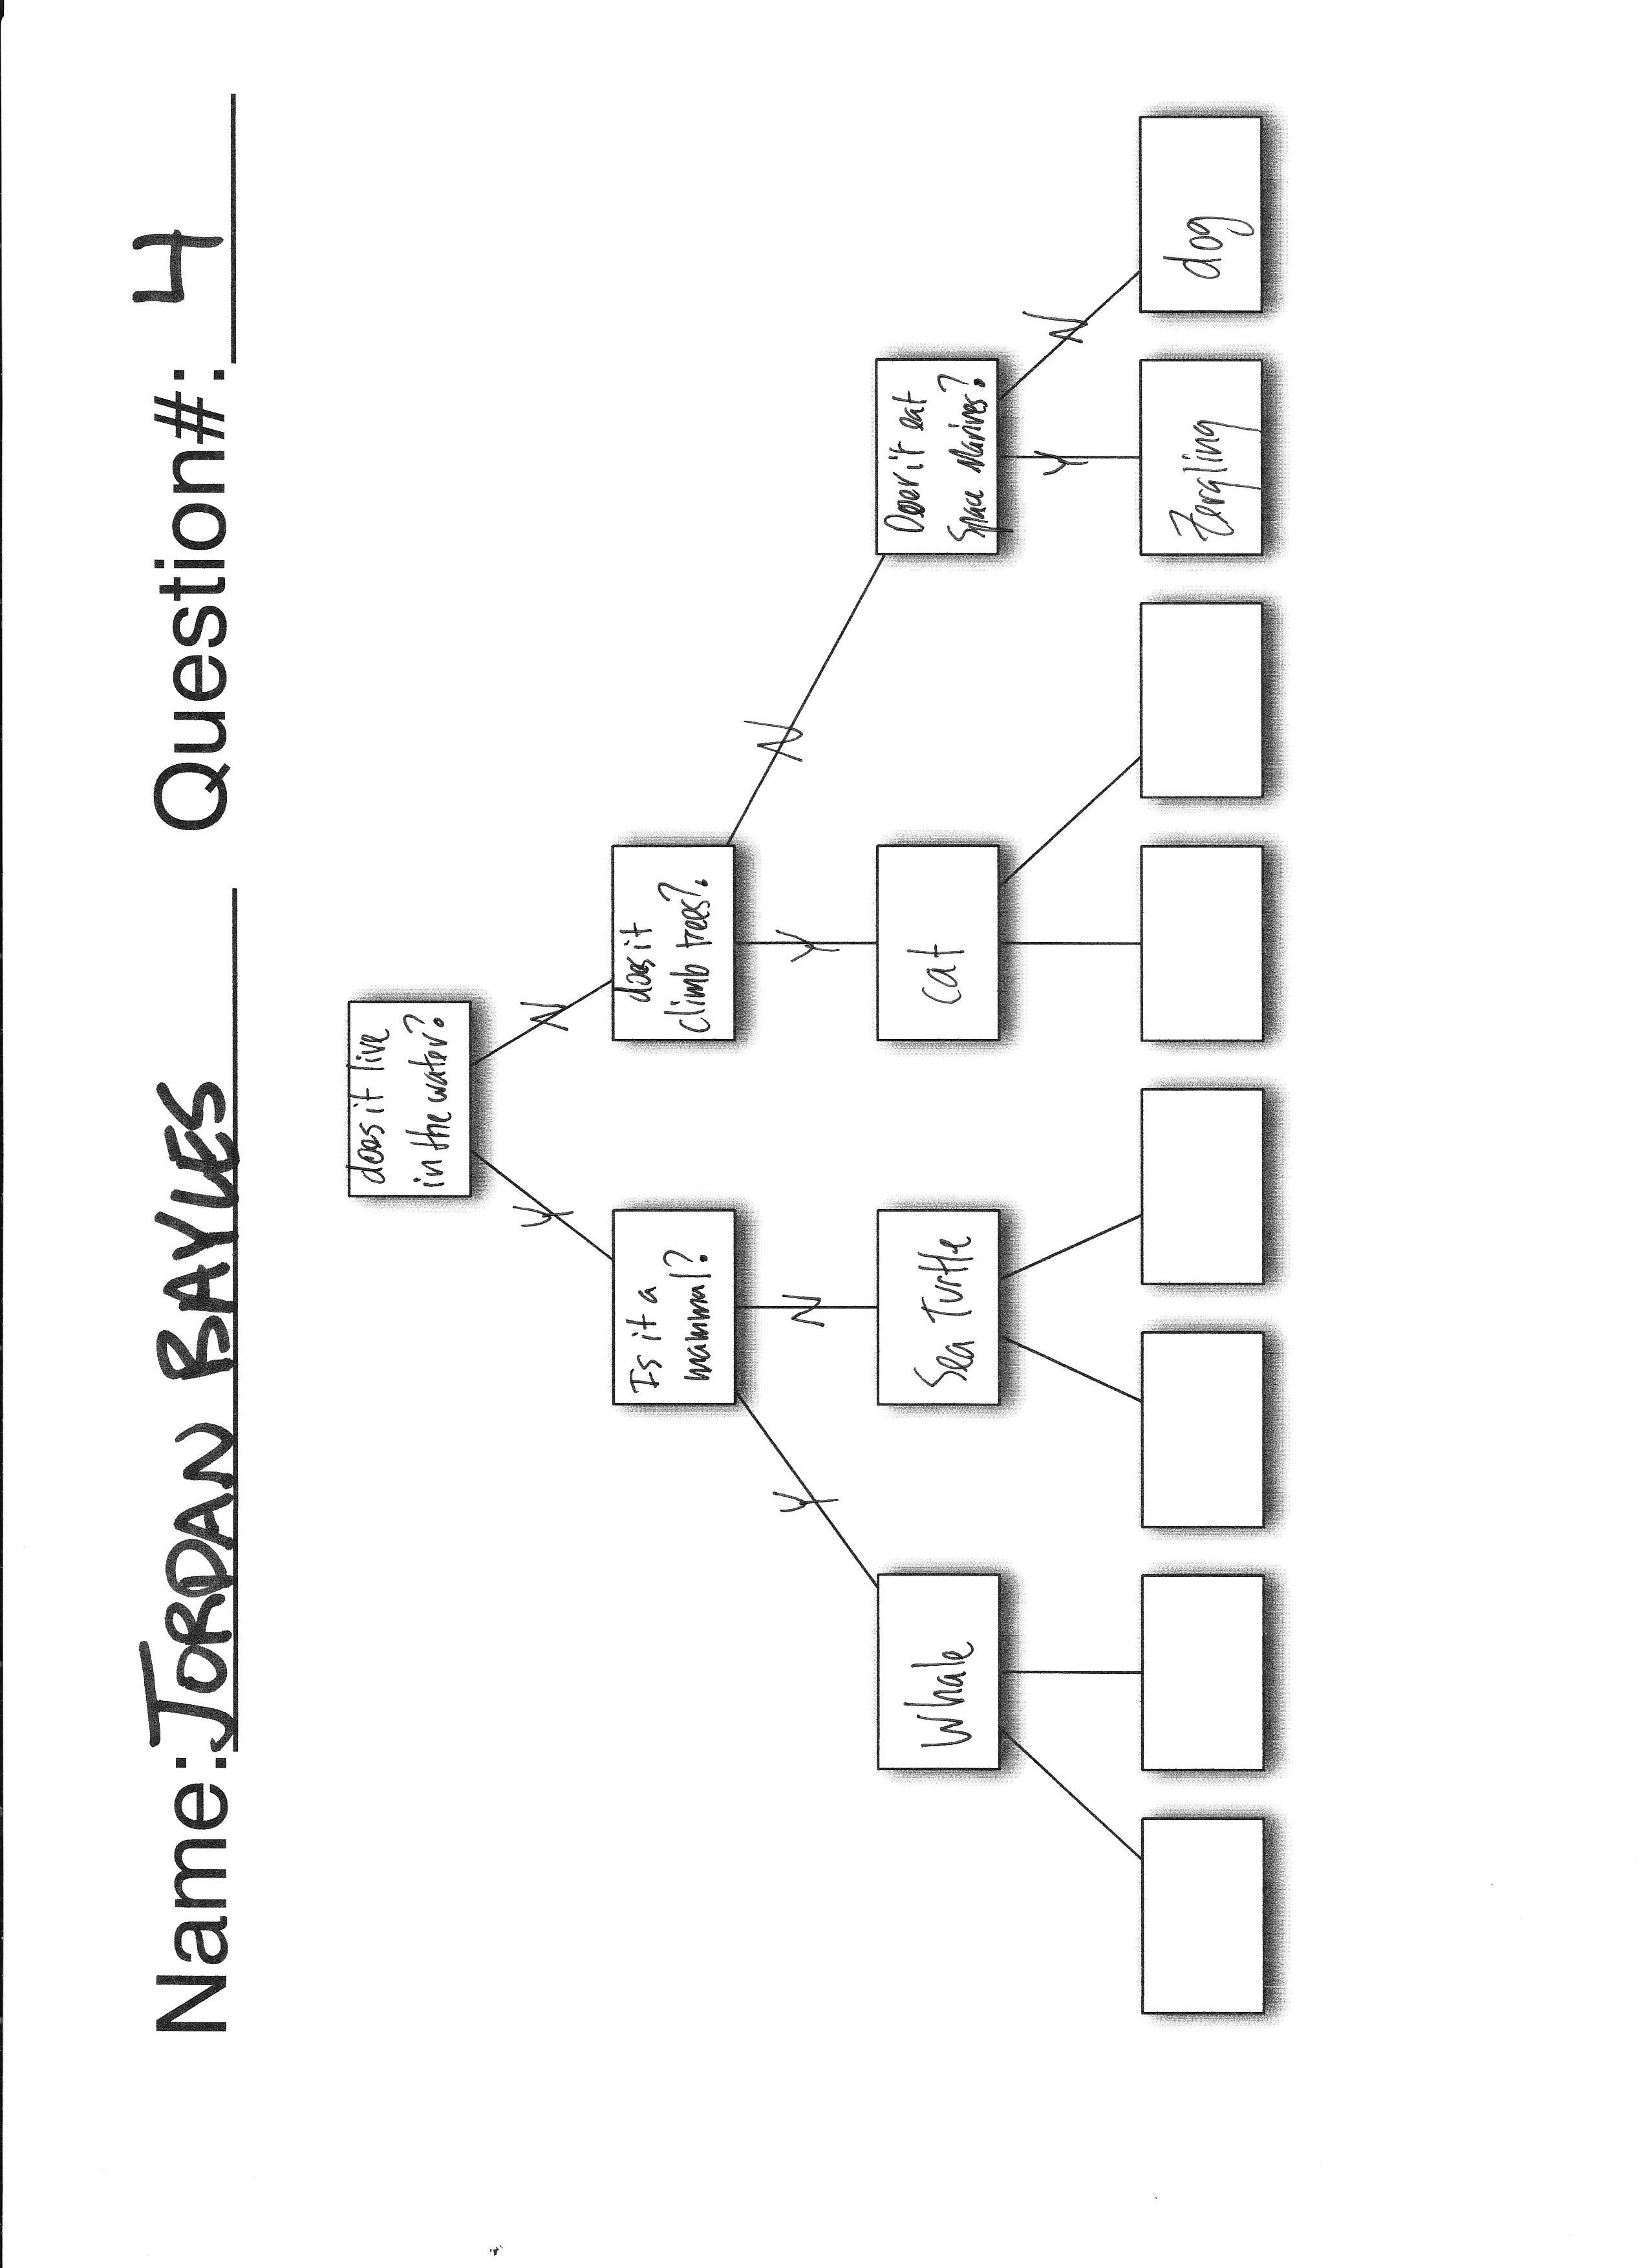 Name: JORDAN BAYLES Question#: 4
does it live
in the water?
Y
N
Is it a
mammal?
does it
climb trees?
Y
N
Y
N
Whale
Sea Turtle
cat
Does it eat
Space Marines?
Y
N
Zergling
dog